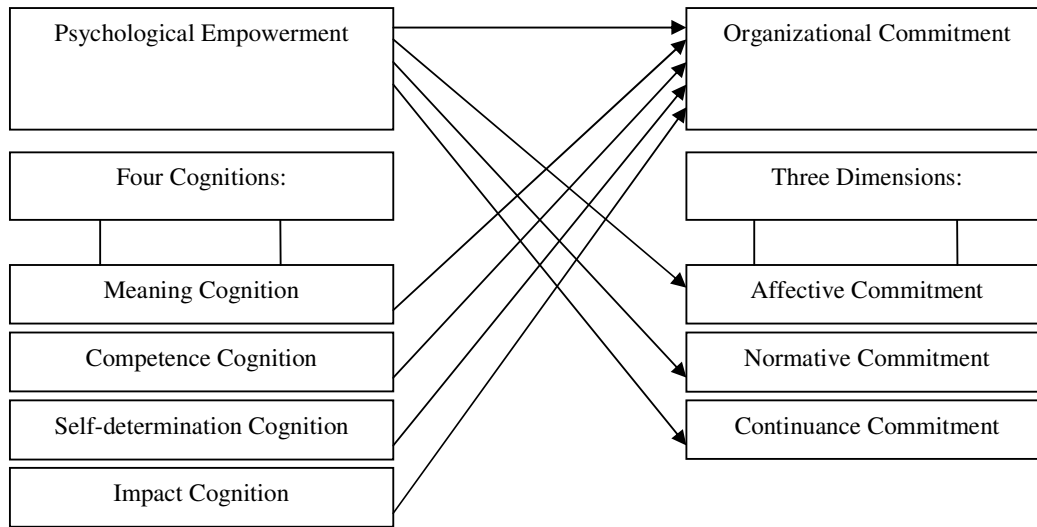 Psychological Empowerment
Organizational Commitment
Four Cognitions:
Three Dimensions:
Meaning Cognition
Affective Commitment
Competence Cognition
Normative Commitment
Self-determination Cognition
Continuance Commitment
Impact Cognition